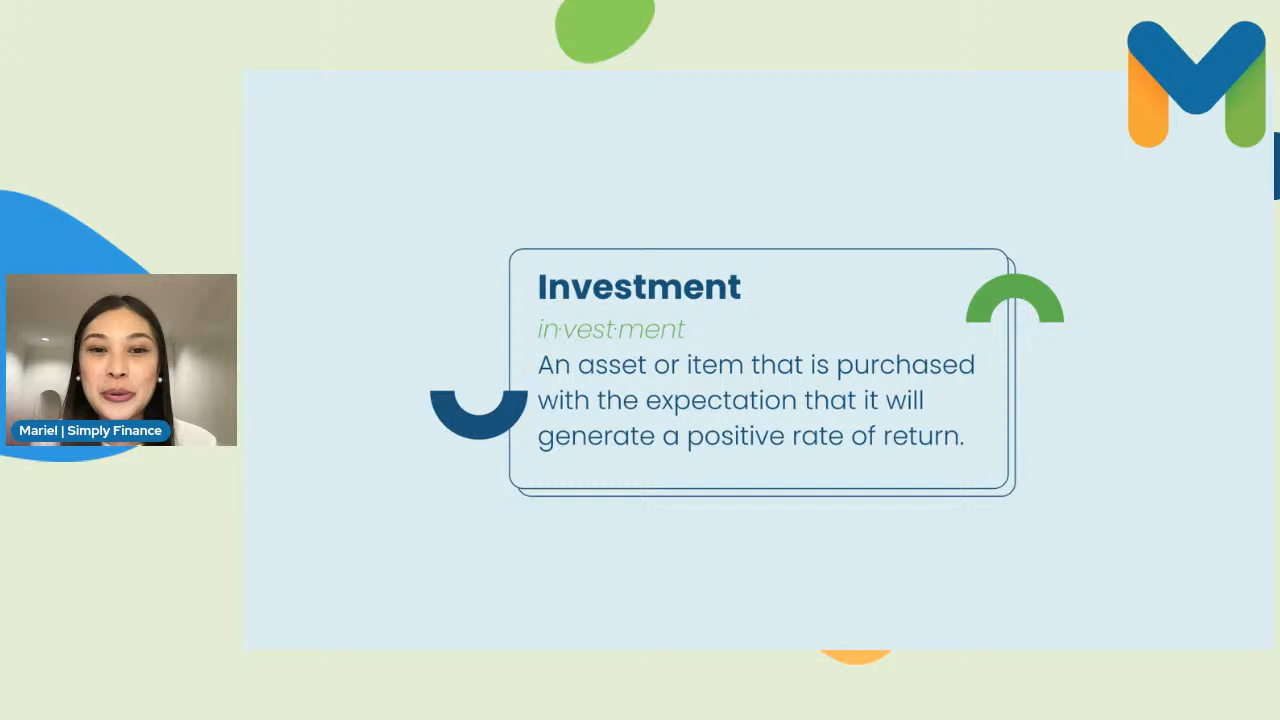 Investment
in·vest·ment
An asset or item that is purchased
with the expectation that it will
generate a positive rate of return.
Mariel | Simply Finance